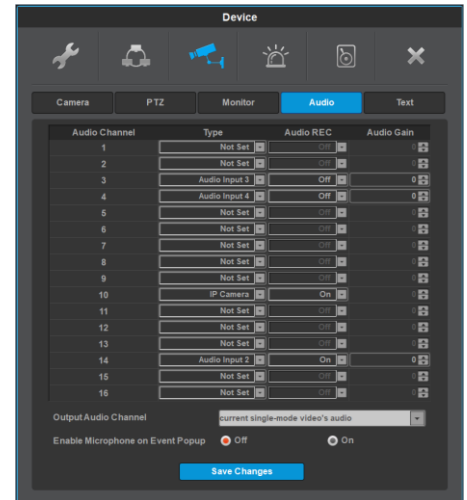 Device
Camera PTZ Monitor Audio Text
Audio Channel Type Audio REC Audio Gain
1 Not Set Off 0
2 Not Set Off 0
3 Audio Input 3 Off 0
4 Audio Input 4 Off 0
5 Not Set Off 0
6 Not Set Off 0
7 Not Set Off 0
8 Not Set Off 0
9 Not Set Off 0
10 IP Camera On 0
11 Not Set Off 0
12 Not Set Off 0
13 Not Set Off 0
14 Audio Input 2 On 0
15 Not Set Off 0
16 Not Set Off 0
Output Audio Channel current single-mode video's audio
Enable Microphone on Event Popup Off On
Save Changes